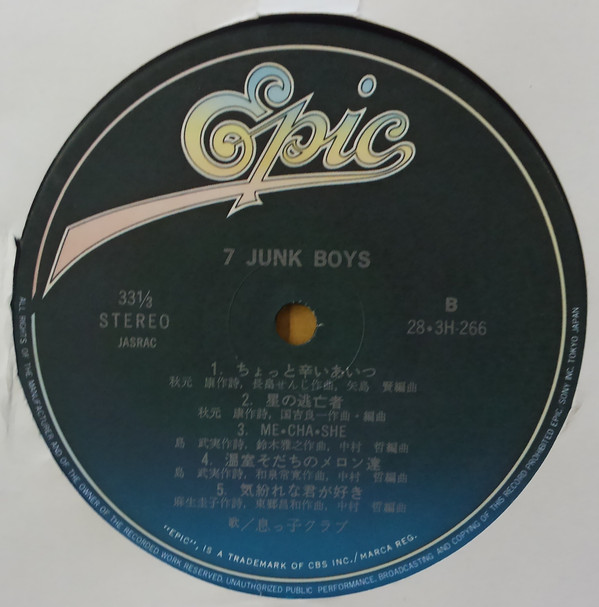 Epic
7 JUNK BOYS
33⅓
STEREO
JASRAC
B
28•3H-266
1. ちょっと辛いあいつ
秋元 康作詩, 長島せんじ作曲, 矢島 賢編曲
2. 星の逃亡者
秋元 康作詩, 国吉良一作曲・編曲
3. ME•CHA•SHE
島 武実作詩, 鈴木雅之作曲, 中村 哲編曲
4. 温室そだちのメロン達
島 武実作詩, 和泉常寛作曲, 中村 哲編曲
5. 気紛れな君が好き
麻生圭子作詩, 東郷昌和作曲, 中村 哲編曲
歌/息っ子クラブ
"EPIC", IS A TRADEMARK OF CBS INC./MARCA REG.
ALL RIGHTS OF THE MANUFACTURER AND OF THE OWNER OF THE RECORDED WORK RESERVED. UNAUTHORIZED PUBLIC PERFORMANCE, BROADCASTING AND COPYING OF THIS RECORD PROHIBITED EPIC. SONY INC. TOKYO JAPAN